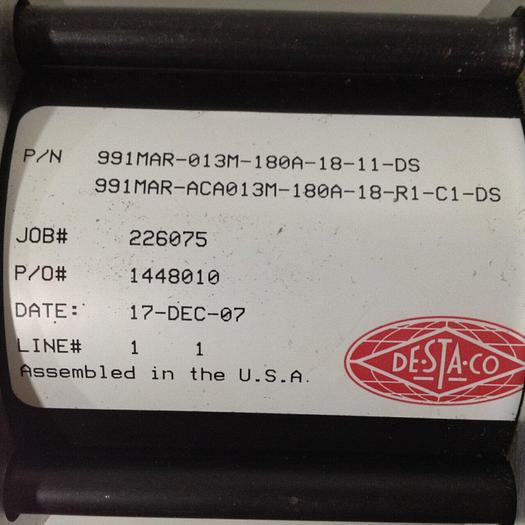 P/N 991MAR-013M-180A-18-11-DS
991MAR-ACA013M-180A-18-R1-C1-DS
JOB# 226075
P/O# 1448010
DATE: 17-DEC-07
LINE# 1 1
Assembled in the U.S.A.
DE-STA-CO